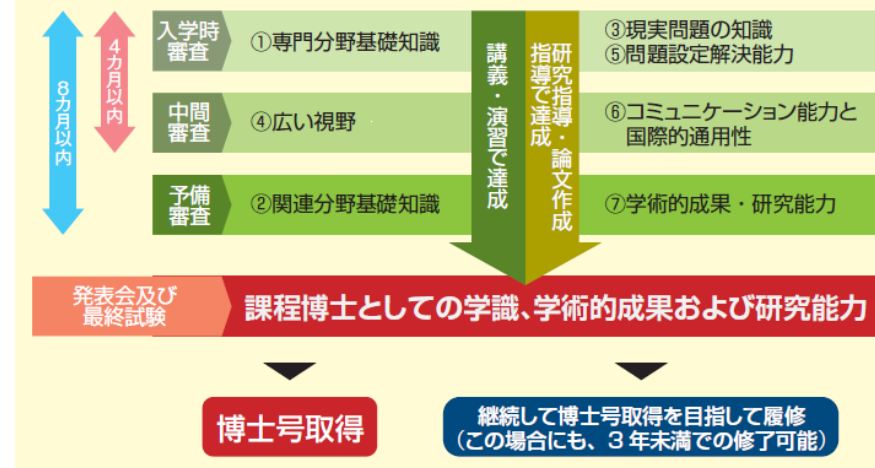 8カ月以内
4カ月以内
入学時
審査
①専門分野基礎知識
③現実問題の知識
⑤問題設定解決能力
中間
審査
④広い視野
⑥コミュニケーション能力と
国際的通用性
予備
審査
②関連分野基礎知識
⑦学術的成果・研究能力
講義・演習で達成
研究指導・論文作成
指導で達成
発表会及び
最終試験
課程博士としての学識、学術的成果および研究能力
博士号取得
継続して博士号取得を目指して履修
（この場合にも、3年未満での修了可能）